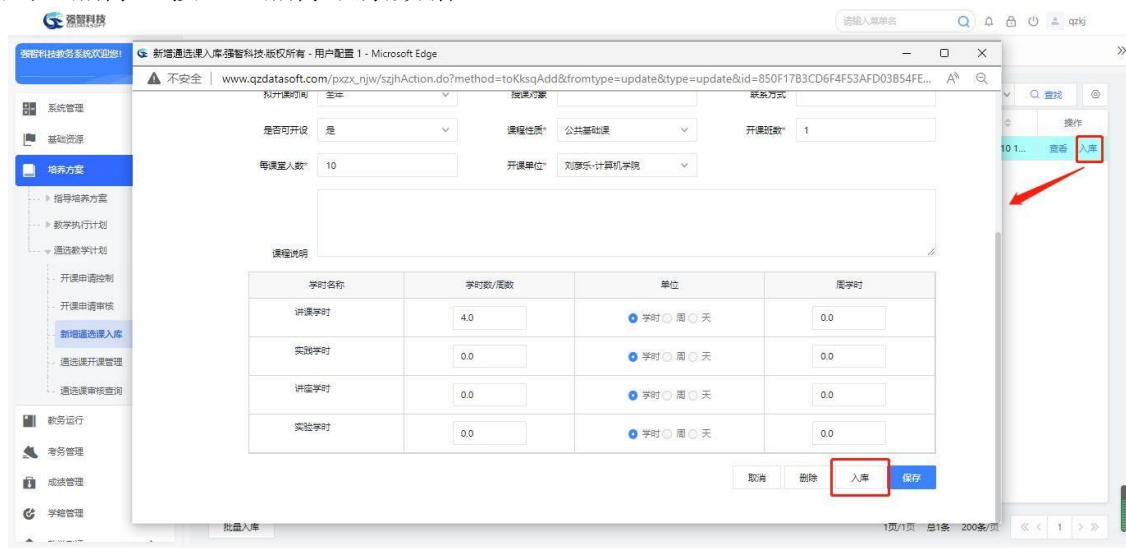 强智科技
QZDATASOFT
请输入菜单名
qzkj
强智科技教务系统欢迎您!
新增通选课入库-强智科技·版权所有 - 用户配置 1 - Microsoft Edge
不安全 | www.qzdatasoft.com/pxzx_njw/szjhAction.do?method=toKksqAdd&fromtype=update&type=update&id=850F17B3CD6F4F53AFD03B54FE...
系统管理
基础资源
培养方案
指导培养方案
教学执行计划
通选教学计划
开课申请控制
开课申请审核
新增通选课入库
通选课开课管理
通选课审核查询
教务运行
考务管理
成绩管理
学籍管理
拟开课时间 全年 授课对象 联系方式
是否可开设 是 课程性质* 公共基础课 开课班数* 1
每课堂人数* 10 开课单位* 刘彦乐-计算机学院
课程说明
学时名称 学时数/周数 单位 周学时
讲课学时 4.0 学时 周 天 0.0
实践学时 0.0 学时 周 天 0.0
讲座学时 0.0 学时 周 天 0.0
实验学时 0.0 学时 周 天 0.0
取消 删除 入库 保存
查找
操作
10 1... 查看 入库
批量入库 1页/1页 总1条 200条/页 1